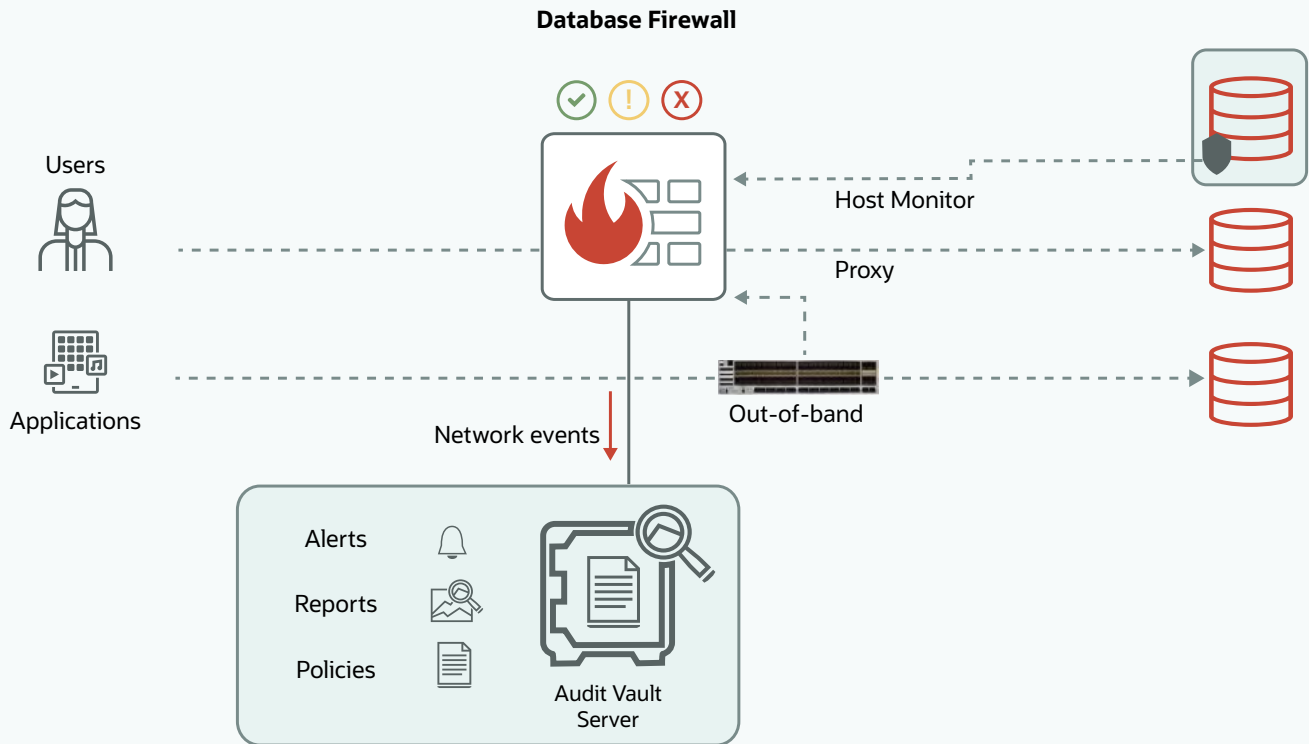 Database Firewall
X
Users
Host Monitor
Proxy
Applications
Out-of-band
Network events
Alerts
Reports
Policies
Audit Vault
Server